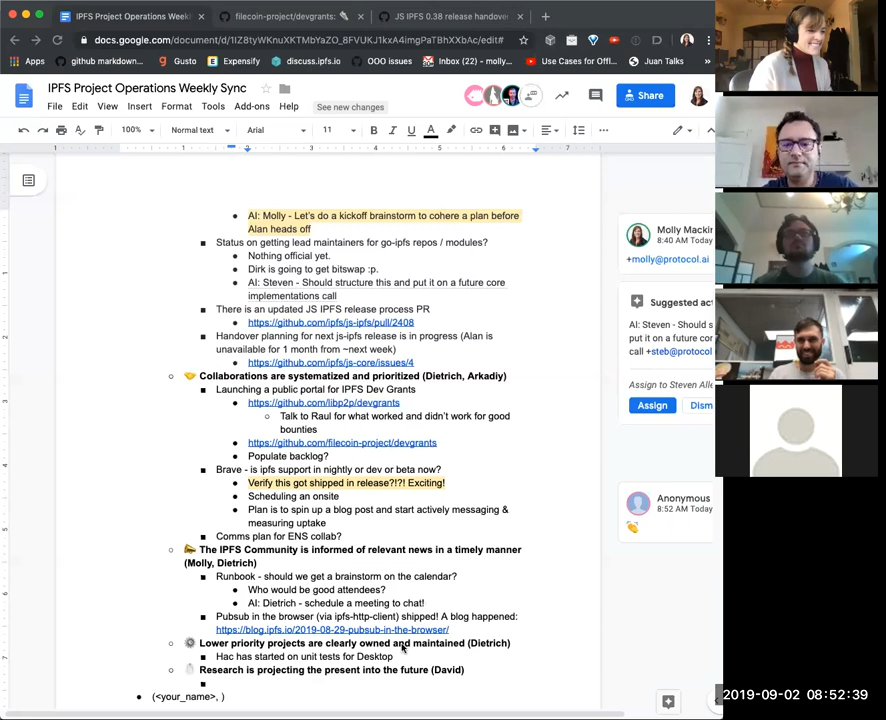 IPFS Project Operations Weekl
filecoin-project/devgrants:
JS IPFS 0.38 release handover
docs.google.com/document/d/1IZ8tyWKnuXKTMbYaZO_8FVUKJ1kxA4imgPaTBhXXbAc/edit#
Apps
github markdown...
Gusto
Expensify
discuss.ipfs.io
OOO issues
Inbox (22) - molly...
Use Cases for Offl...
Juan Talks
IPFS Project Operations Weekly Sync
File Edit View Insert Format Tools Add-ons Help
See new changes
Share
100%
Normal text
Arial
11
B I U A
1 1 2 3 4 5 6 7
AI: Molly - Let's do a kickoff brainstorm to cohere a plan before
Alan heads off
Status on getting lead maintainers for go-ipfs repos / modules?
Nothing official yet.
Dirk is going to get bitswap :p.
AI: Steven - Should structure this and put it on a future core
implementations call
There is an updated JS IPFS release process PR
https://github.com/ipfs/js-ipfs/pull/2408
Handover planning for next js-ipfs release is in progress (Alan is
unavailable for 1 month from ~next week)
https://github.com/ipfs/js-core/issues/4
🤝 Collaborations are systematized and prioritized (Dietrich, Arkadiy)
Launching a public portal for IPFS Dev Grants
https://github.com/libp2p/devgrants
Talk to Raul for what worked and didn't work for good
bounties
https://github.com/filecoin-project/devgrants
Populate backlog?
Brave - is ipfs support in nightly or dev or beta now?
Verify this got shipped in release?!?! Exciting!
Scheduling an onsite
Plan is to spin up a blog post and start actively messaging &
measuring uptake
Comms plan for ENS collab?
📣 The IPFS Community is informed of relevant news in a timely manner
(Molly, Dietrich)
Runbook - should we get a brainstorm on the calendar?
Who would be good attendees?
AI: Dietrich - schedule a meeting to chat!
Pubsub in the browser (via ipfs-http-client) shipped! A blog happened:
https://blog.ipfs.io/2019-08-29-pubsub-in-the-browser/
Lower priority projects are clearly owned and maintained (Dietrich)
Hac has started on unit tests for Desktop
Research is projecting the present into the future (David)
(<your_name>, )
Molly Mackin
8:40 AM Today
+molly@protocol.ai
Suggested act
AI: Steven - Should s
structure this and put it on a future
call +steb@protocol
Assign to Steven Alle
Assign
Dism
Anonymous
8:52 AM Today
👏
2019-09-02 08:52:39